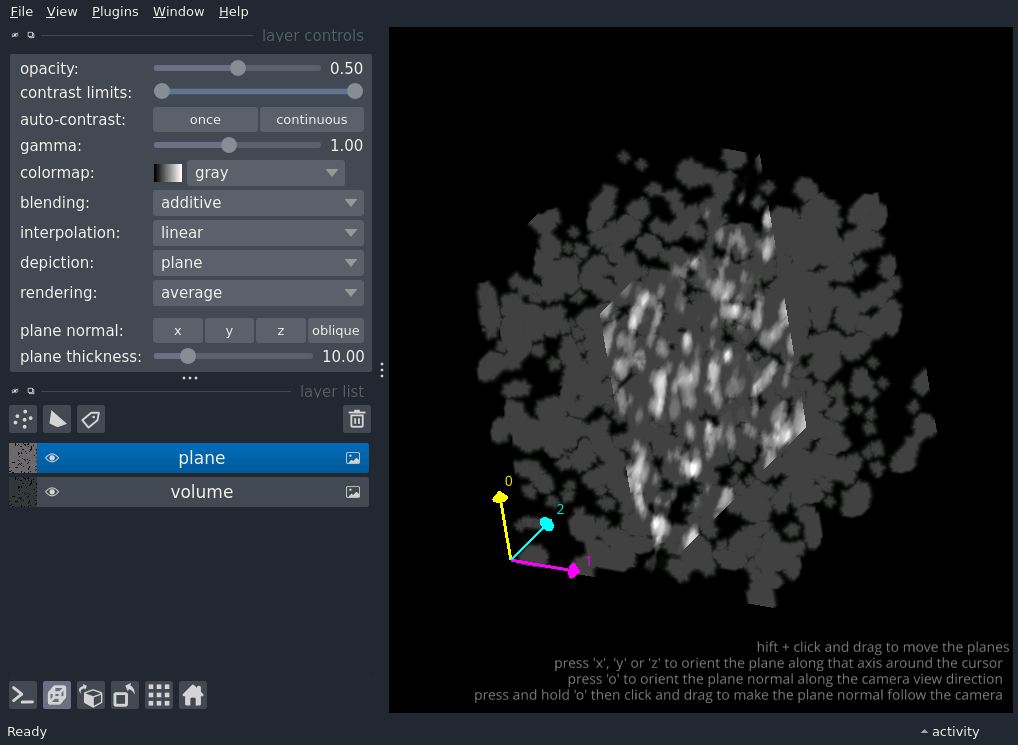 File View Plugins Window Help
layer controls
opacity: 0.50
contrast limits:
auto-contrast: once continuous
gamma: 1.00
colormap: gray
blending: additive
interpolation: linear
depiction: plane
rendering: average
plane normal: x y z oblique
plane thickness: 10.00
layer list
plane
volume
0
2
1
hift + click and drag to move the planes
press 'x', 'y' or 'z' to orient the plane along that axis around the cursor
press 'o' to orient the plane normal along the camera view direction
press and hold 'o' then click and drag to make the plane normal follow the camera
Ready activity